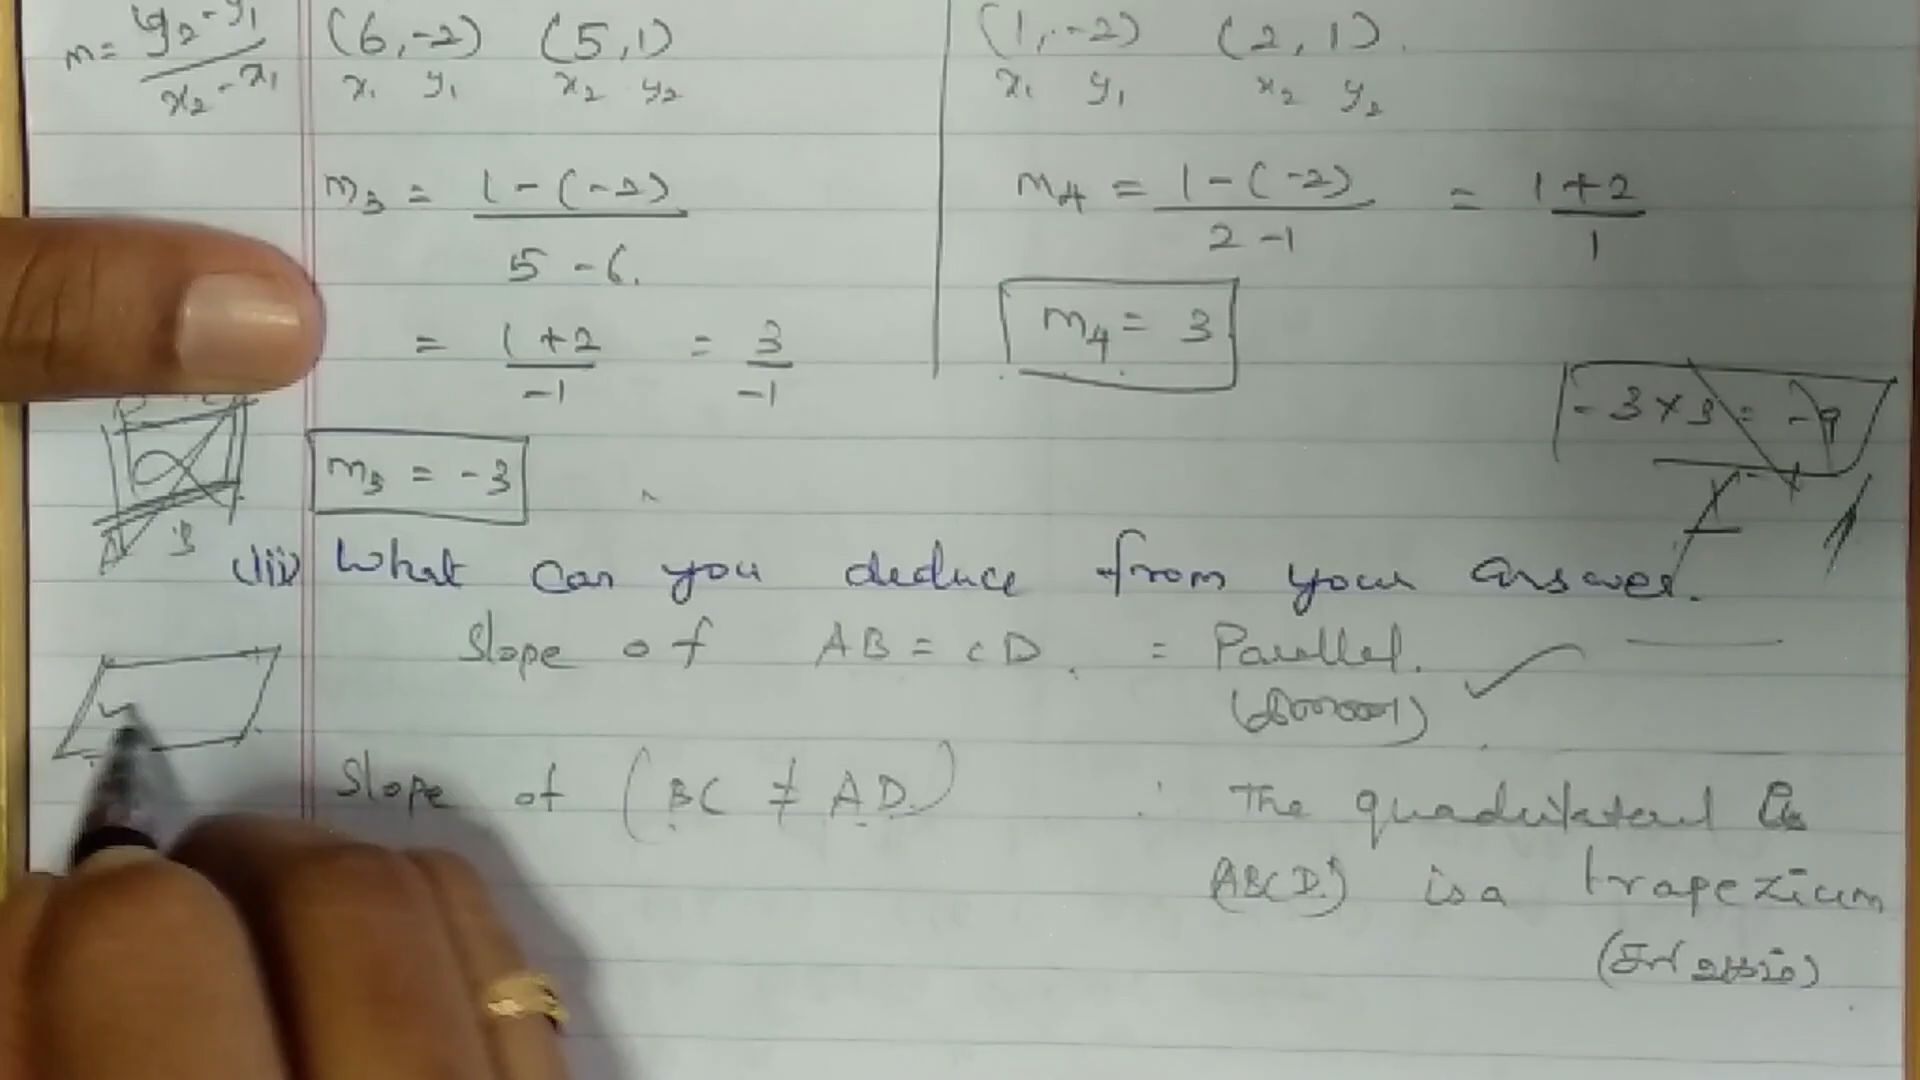 m = y₂ - y₁ / x₂ - x₁
(6, -2) (5, 1)
x₁ y₁ x₂ y₂
m₃ = 1 - (-2) / 5 - 6.
= 1 + 2 / -1 = 3 / -1
m₃ = -3
(1, -2) (2, 1).
x₁ y₁ x₂ y₂
m₄ = 1 - (-2) / 2 - 1 = 1 + 2 / 1
m₄ = 3
-3 × 3 = -9
(iii) What can you deduce from your answer.
Slope of AB = CD. = Parallel.
Slope of (BC ≠ AD.)
∴ The quadrilateral
ABCD) is a trapezium
(சரிவகம்)